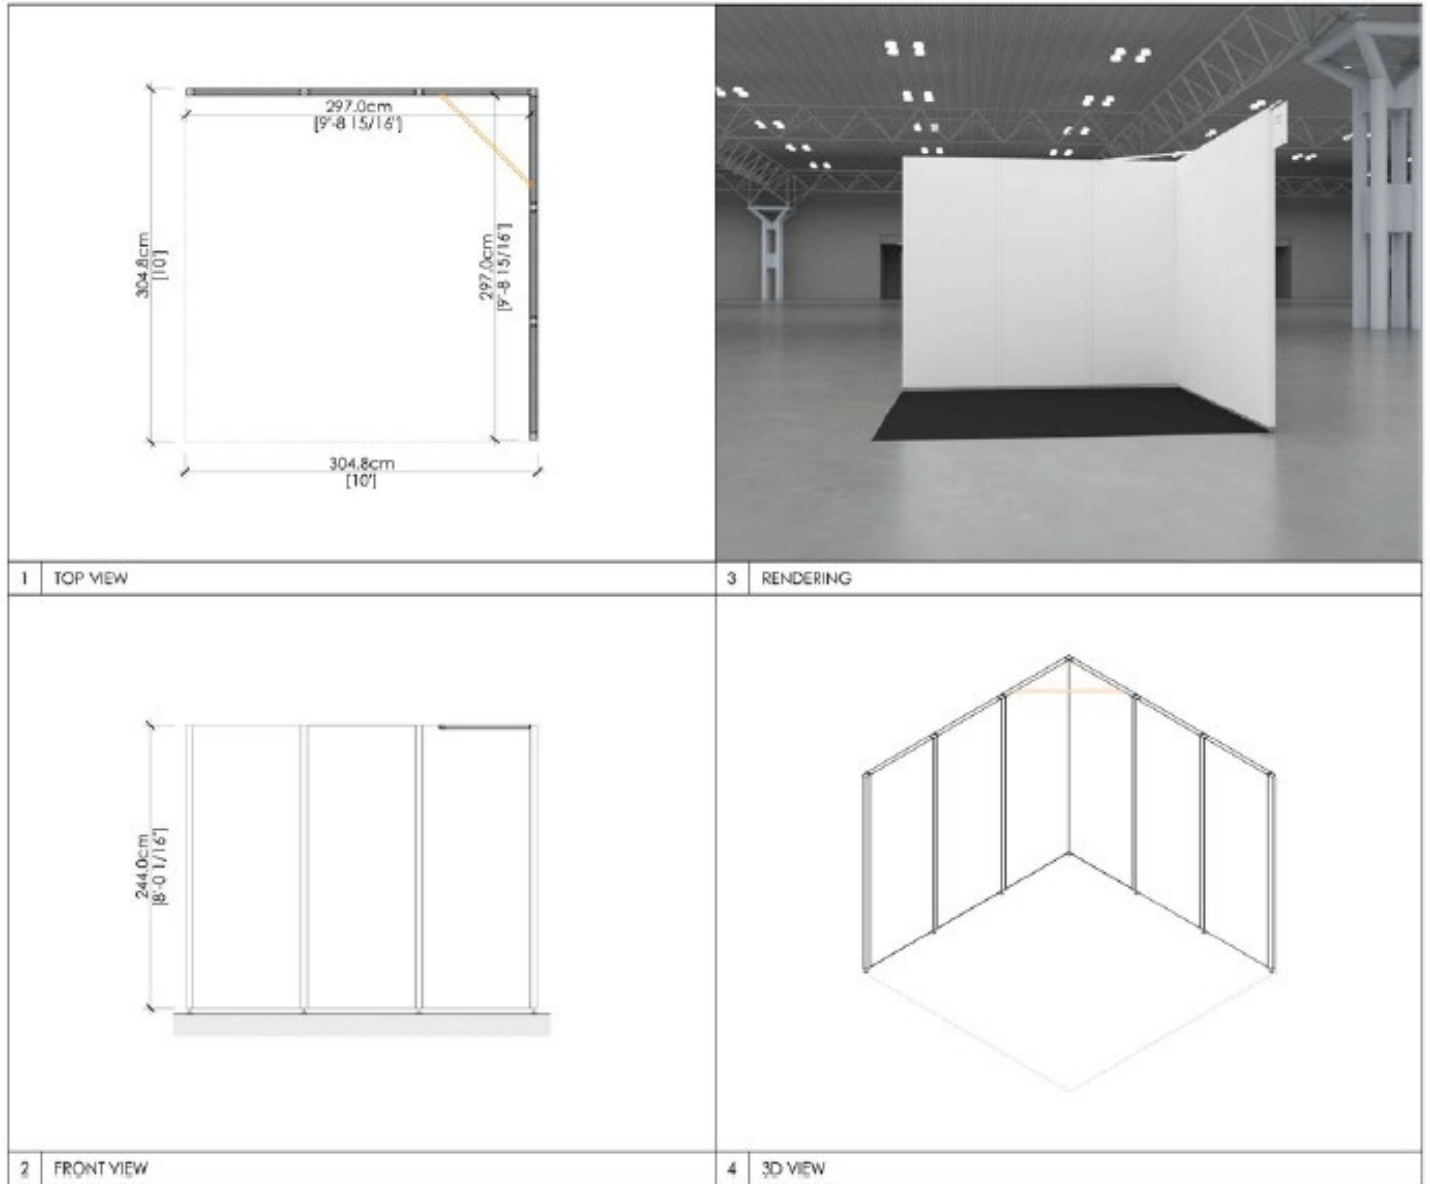 297.0cm
[9'-8 15/16"]
304.8cm
[10']
297.0cm
[9'-8 15/16"]
304.8cm
[10']
1 TOP VIEW
3 RENDERING
244.0cm
[8'-0 1/16"]
2 FRONT VIEW
4 3D VIEW